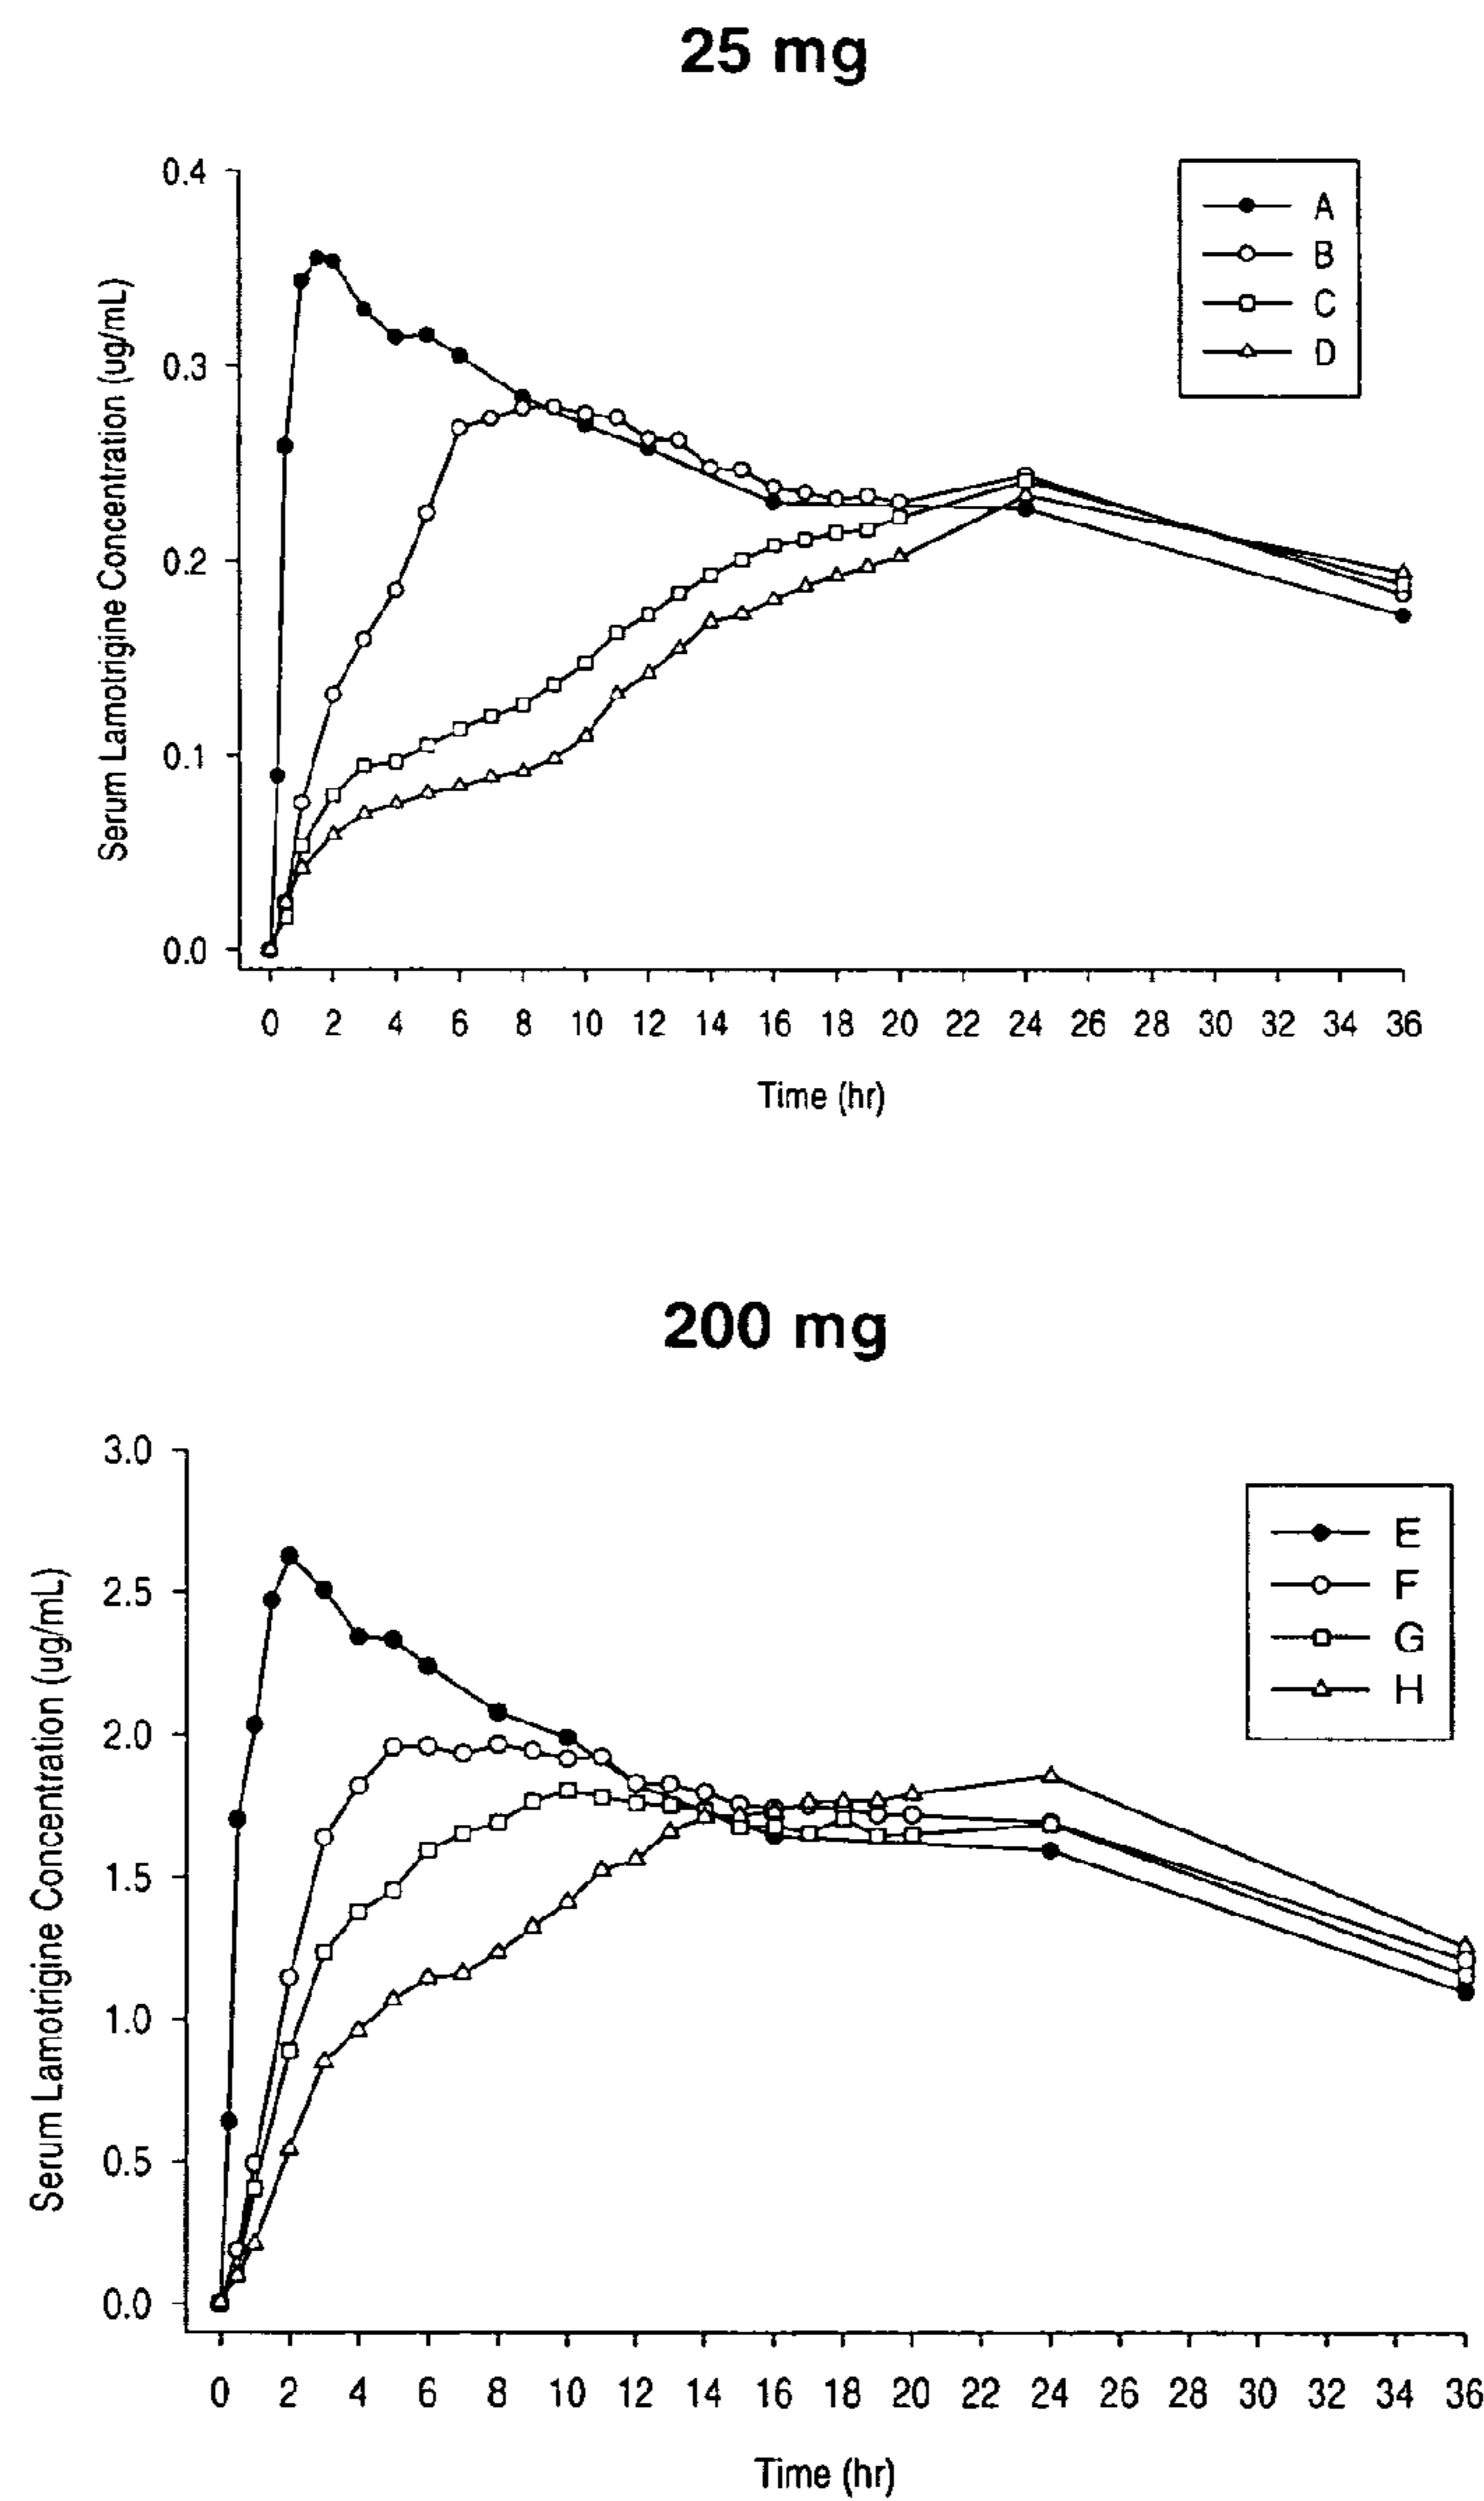 25 mg
0.4
0.3
0.2
0.1
0.0
Serum Lamotrigine Concentration (ug/mL)
A
B
C
D
0 2 4 6 8 10 12 14 16 18 20 22 24 26 28 30 32 34 36
Time (hr)
200 mg
3.0
2.5
2.0
1.5
1.0
0.5
0.0
Serum Lamotrigine Concentration (ug/mL)
E
F
G
H
0 2 4 6 8 10 12 14 16 18 20 22 24 26 28 30 32 34 36
Time (hr)